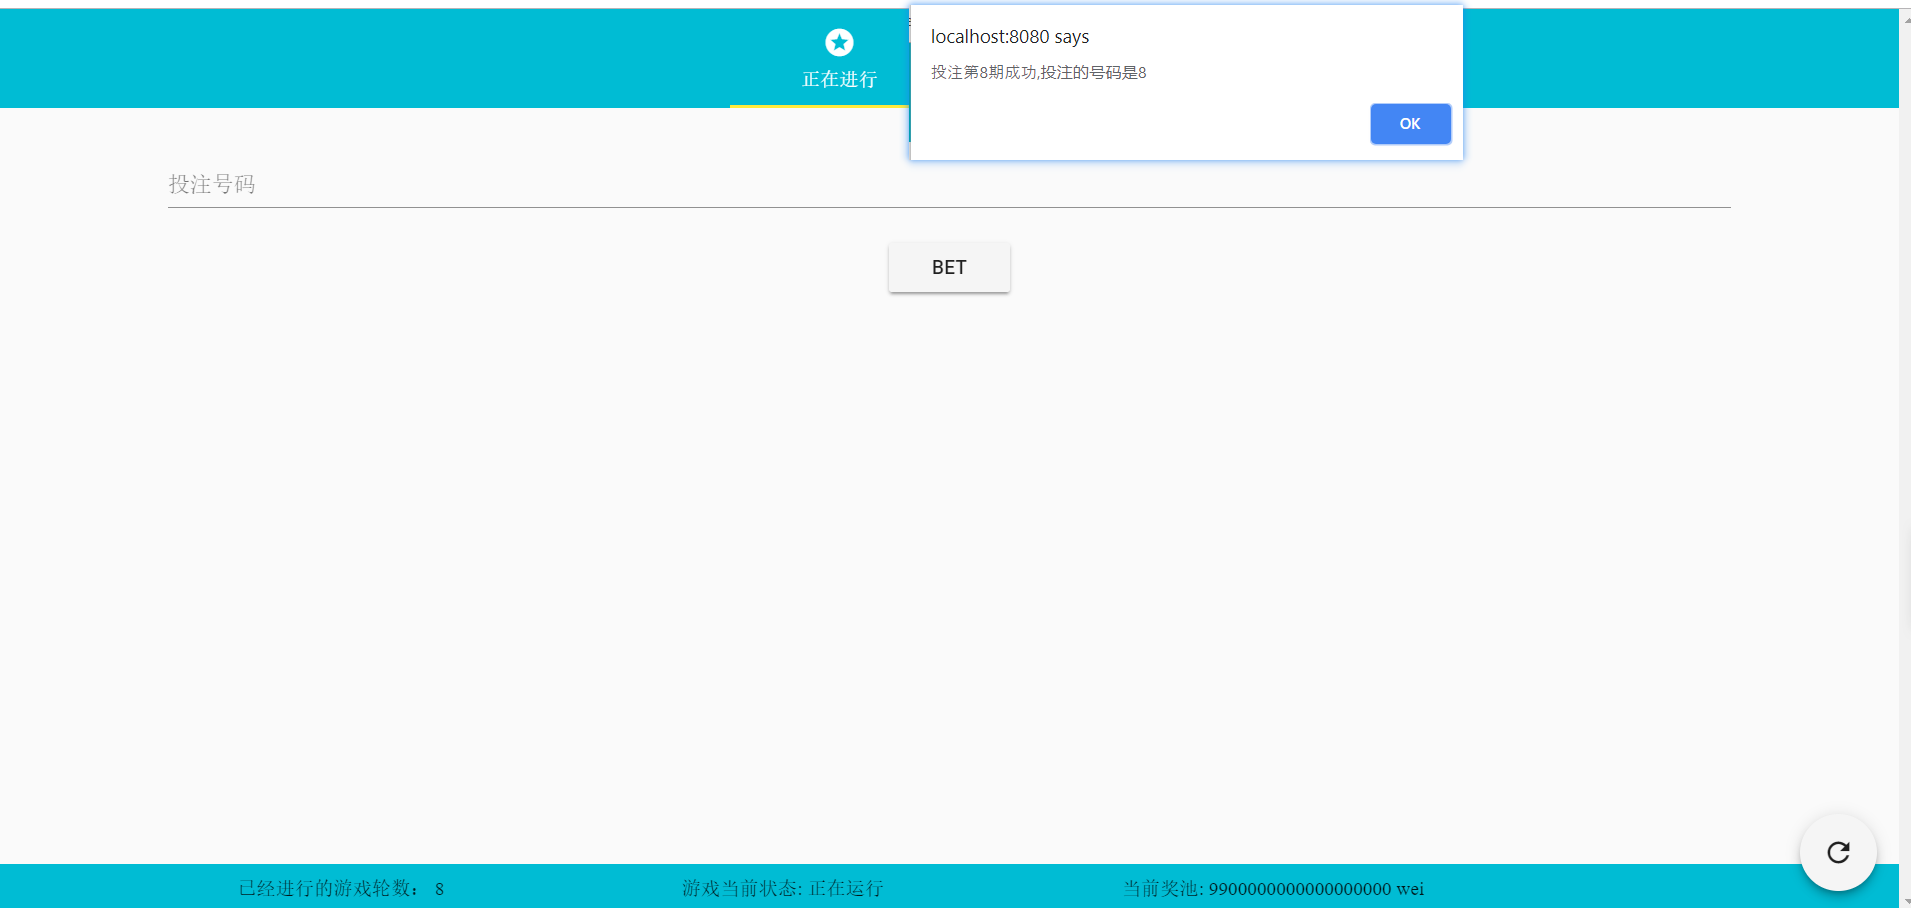 localhost:8080 says
投注第8期成功,投注的号码是8
OK
正在进行
投注号码
BET
已经进行的游戏轮数： 8
游戏当前状态: 正在运行
当前奖池: 9900000000000000000 wei